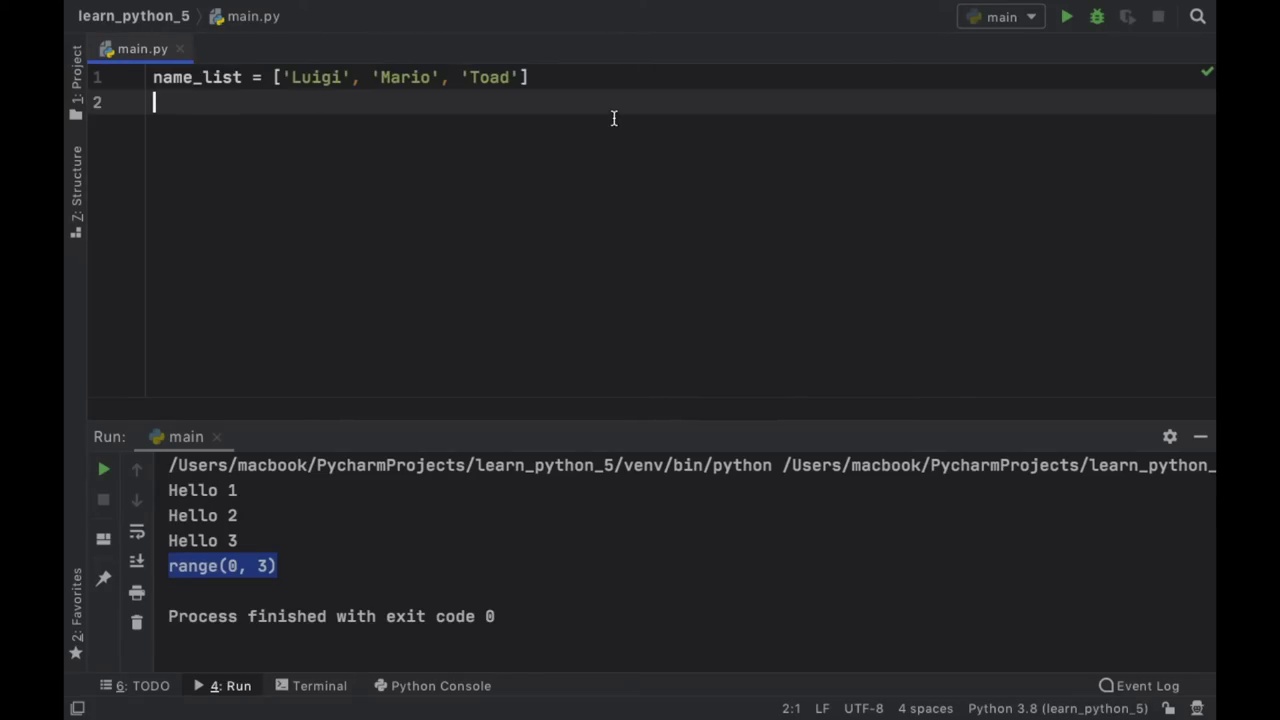 learn_python_5 main.py main
main.py
1: Project
Z: Structure
2: Favorites
1 name_list = ['Luigi', 'Mario', 'Toad']
2
Run: main
/Users/macbook/PycharmProjects/learn_python_5/venv/bin/python /Users/macbook/PycharmProjects/learn_python_
Hello 1
Hello 2
Hello 3
range(0, 3)
Process finished with exit code 0
6: TODO 4: Run Terminal Python Console Event Log
2:1 LF UTF-8 4 spaces Python 3.8 (learn_python_5)